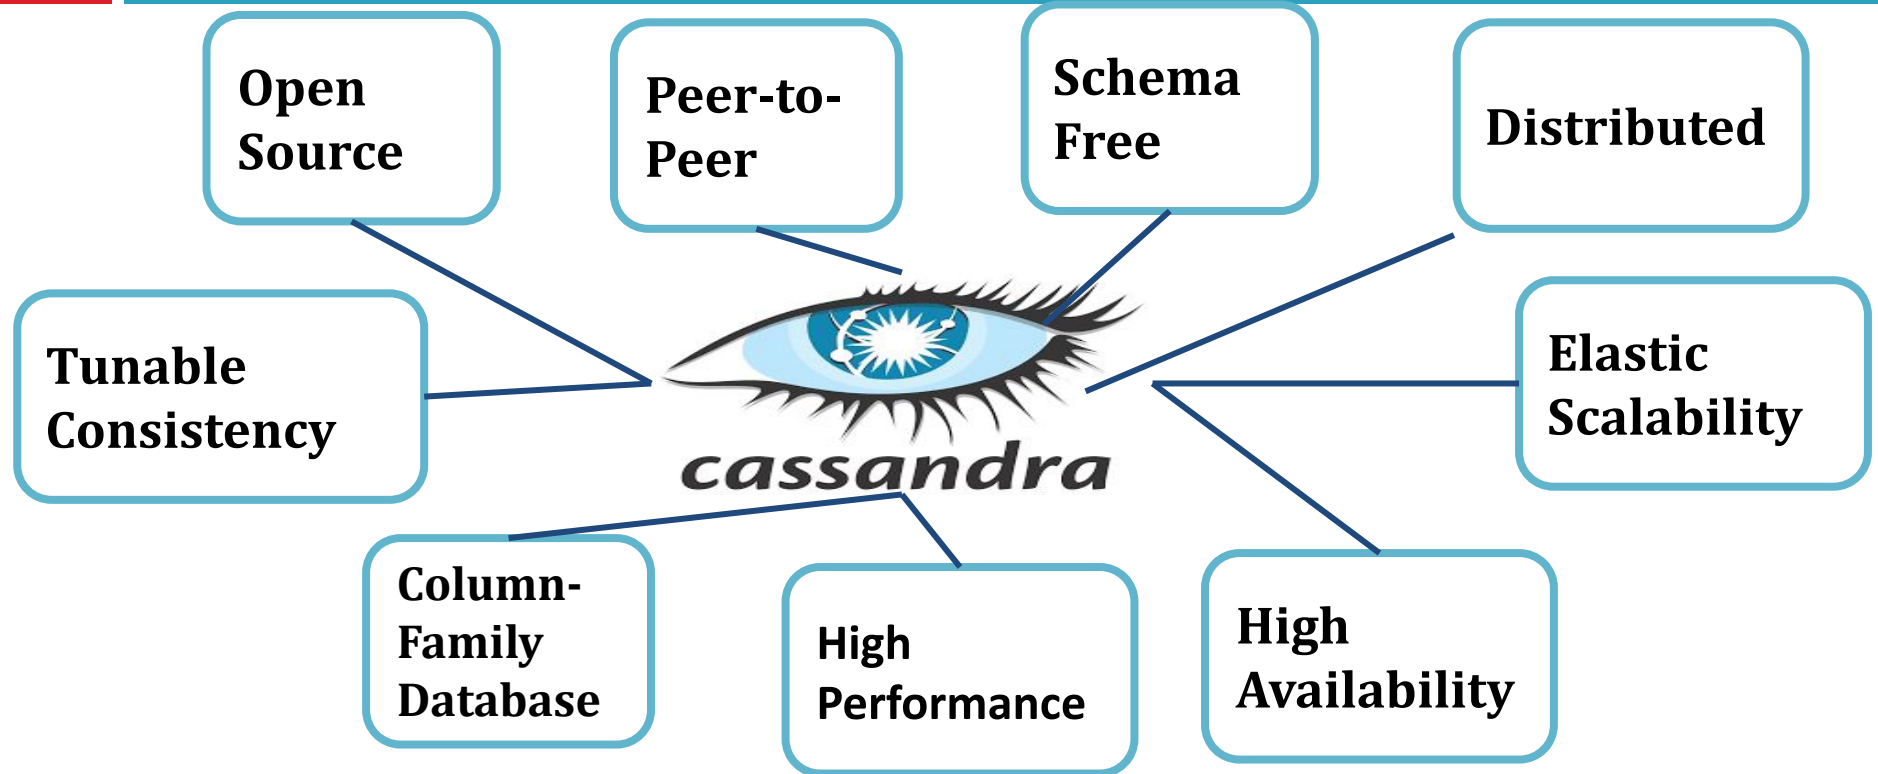 Open
Source
Peer-to-
Peer
Schema
Free
Distributed
Tunable
Consistency
cassandra
Elastic
Scalability
Column-
Family
Database
High
Performance
High
Availability